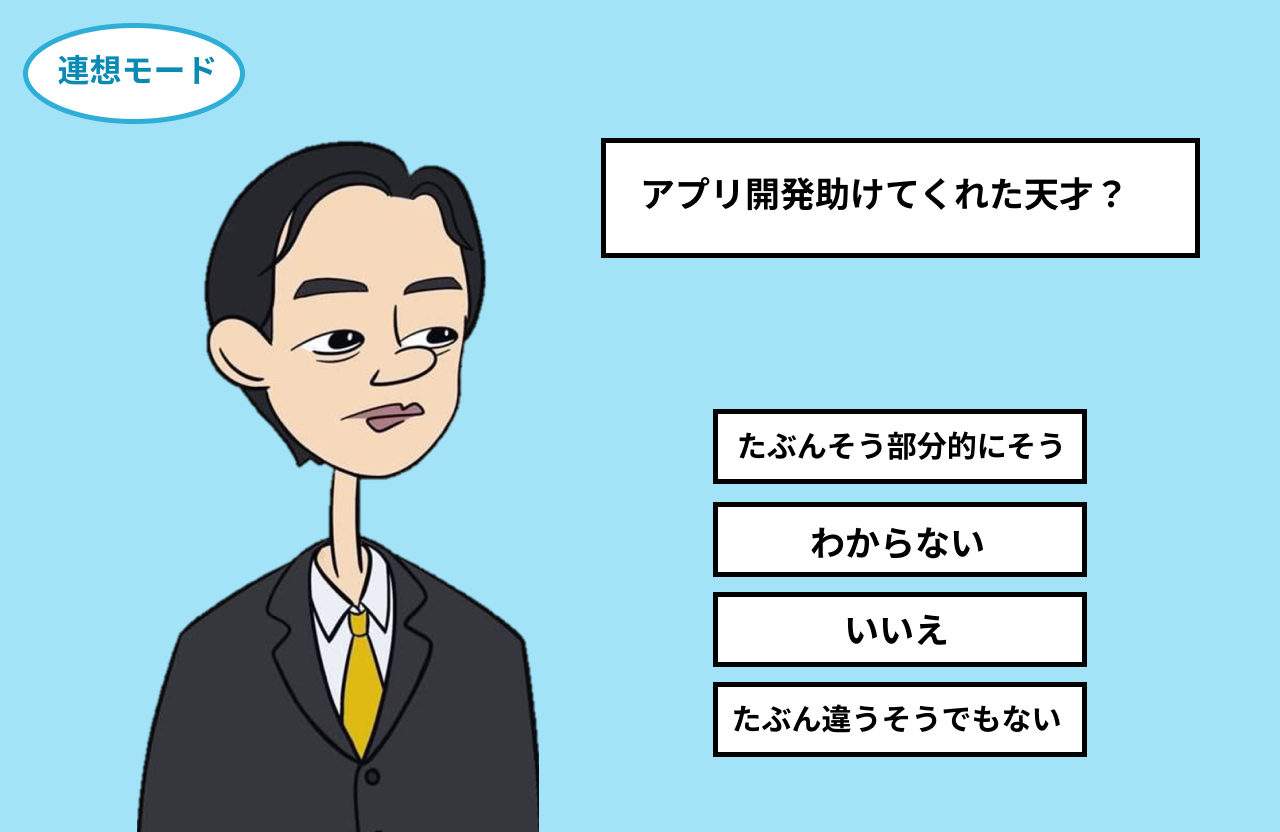 連想モード
アプリ開発助けてくれた天才？
たぶんそう部分的にそう
わからない
いいえ
たぶん違うそうでもない